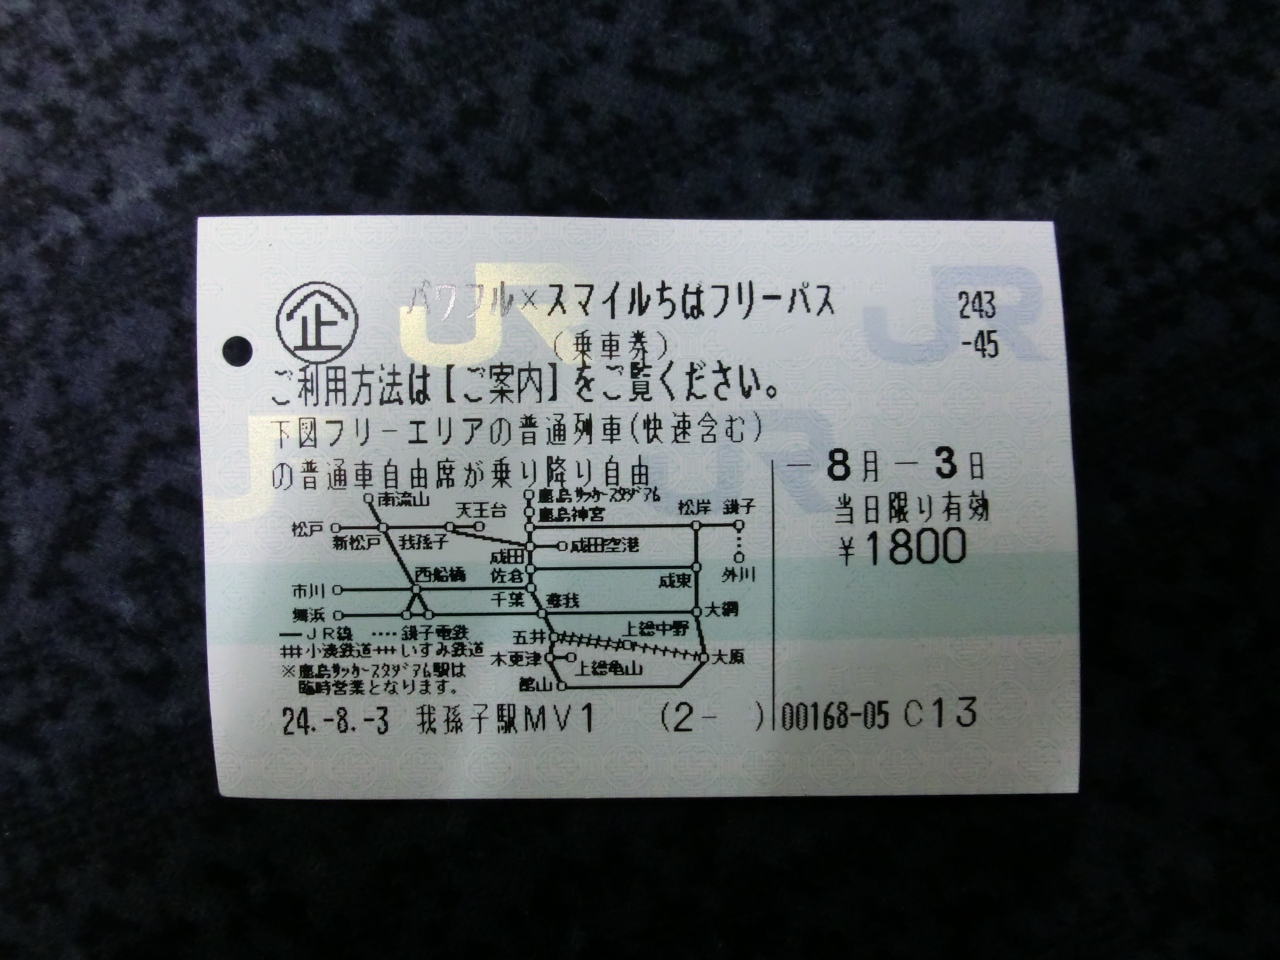 企 パワフル×スマイルちばフリーパス 243
(乗車券) -45
ご利用方法は【ご案内】をご覧ください。
下図フリーエリアの普通列車(快速含む)
の普通車自由席が乗り降り自由
-8月-3日
当日限り有効
¥1800
南流山
天王台
鹿島サッカースタジアム
鹿島神宮
松岸 銚子
松戸
新松戸 我孫子
成田
成田空港
西船橋
佐倉
成東
外川
市川
千葉 蘇我
舞浜
大網
―JR線 ····銚子電鉄
五井
上総中野
井井小湊鉄道 +++いすみ鉄道
木更津
上総亀山
大原
※鹿島サッカースタジアム駅は
臨時営業となります。
館山
24.-8.-3 我孫子駅MV1 (2- ) 00168-05 C13
JR
JR
JR